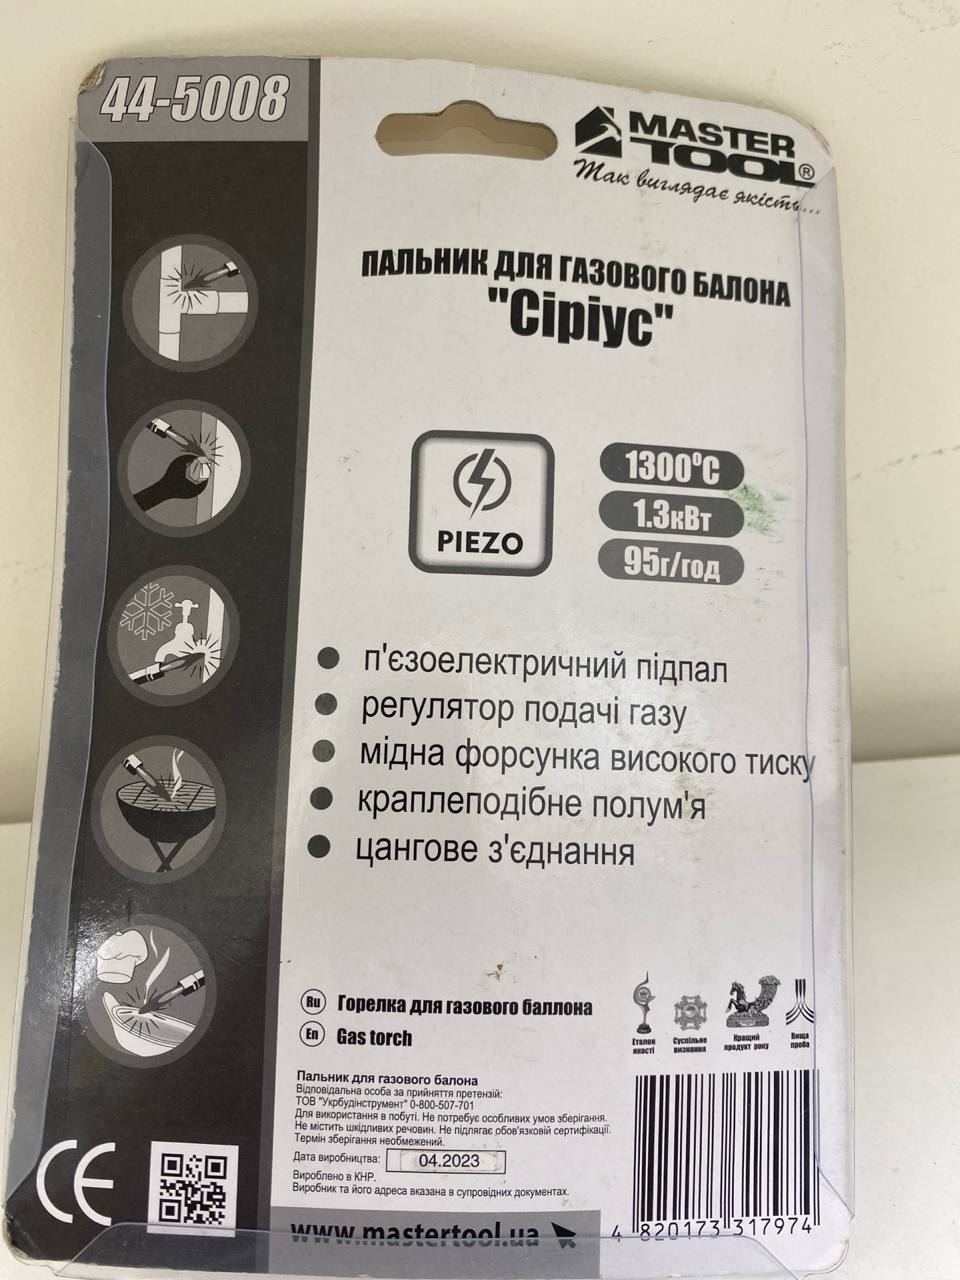 44-5008
MASTER
TOOL®
Так виглядає якість...
ПАЛЬНИК ДЛЯ ГАЗОВОГО БАЛОНА
"Сіріус"
PIEZO
1300ºС
1.3кВт
95г/год
● п'єзоелектричний підпал
● регулятор подачі газу
● мідна форсунка високого тиску
● краплеподібне полум'я
● цангове з'єднання
Ru Горелка для газового баллона
En Gas torch
Еталон
якості
Суспільне
визнання
Кращий
продукт року
Вища
проба
Пальник для газового балона
Відповідальна особа за прийняття претензій:
ТОВ "Укрбудінструмент" 0-800-507-701
Для використання в побуті. Не потребує особливих умов зберігання.
Не містить шкідливих речовин. Не підлягає обов'язковій сертифікації.
Термін зберігання необмежений.
Дата виробництва: 04.2023
Вироблено в КНР.
Виробник та його адреса вказана в супровідних документах.
CE
www.mastertool.ua
4 820173 317974